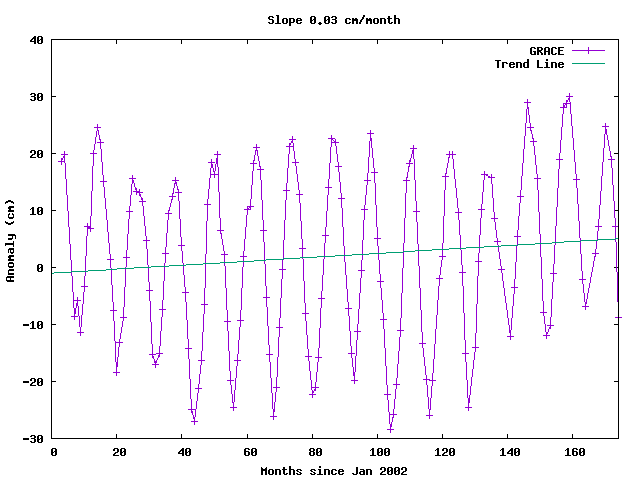 Slope 0.03 cm/month
GRACE
Trend Line
40
30
20
10
0
-10
-20
-30
Anomaly (cm)
0 20 40 60 80 100 120 140 160
Months since Jan 2002